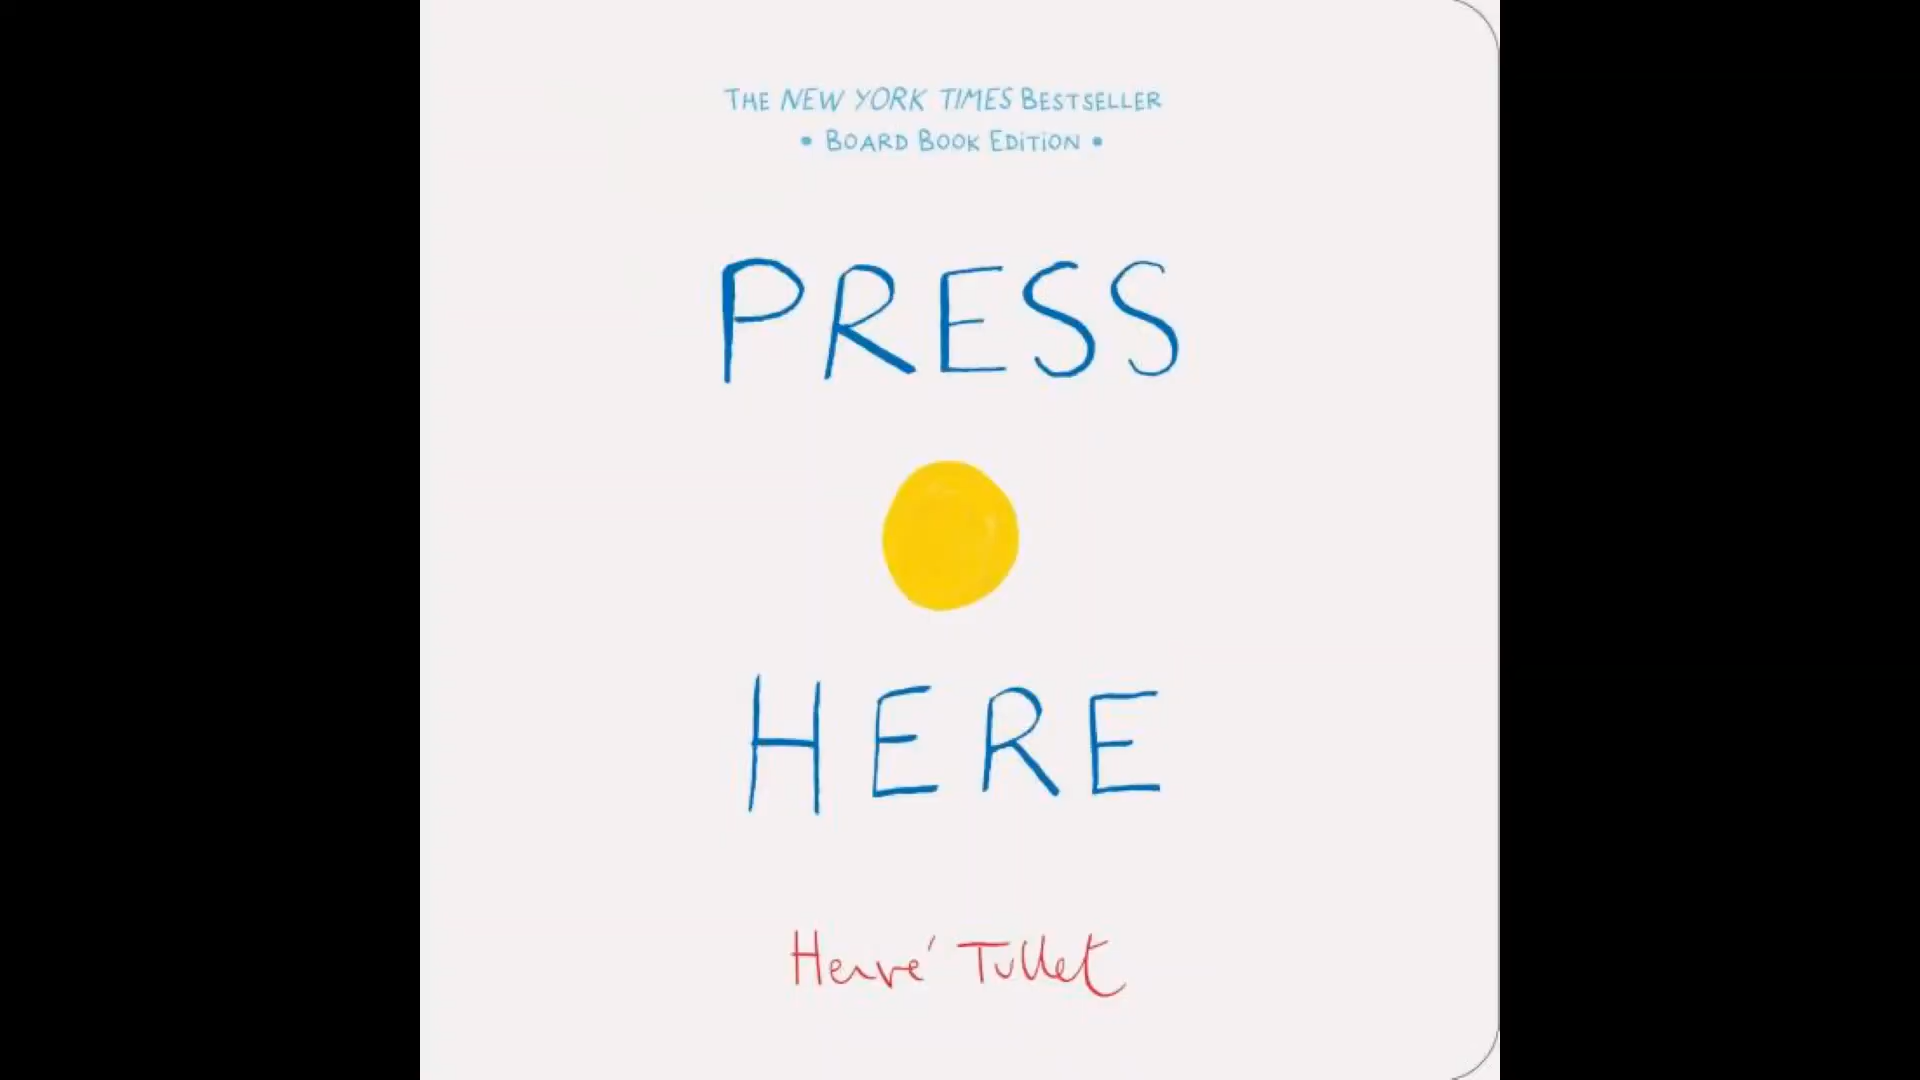 THE NEW YORK TIMES BESTSELLER
• BOARD BOOK EDITION •
PRESS
HERE
Hervé Tullet